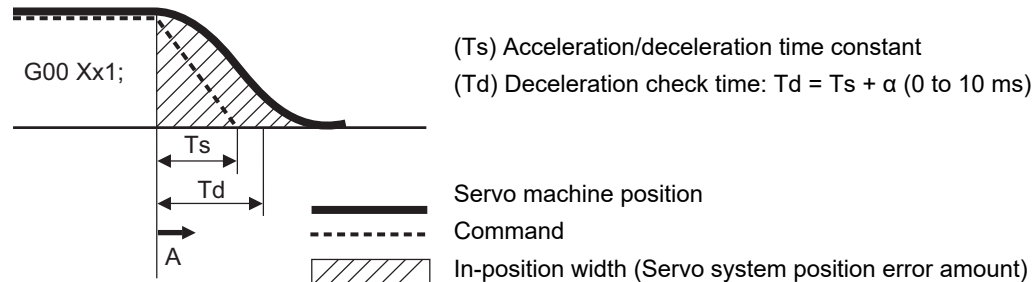 G00 Xx1;
(Ts) Acceleration/deceleration time constant
(Td) Deceleration check time: Td = Ts + α (0 to 10 ms)
Ts
Td
A
Servo machine position
Command
In-position width (Servo system position error amount)